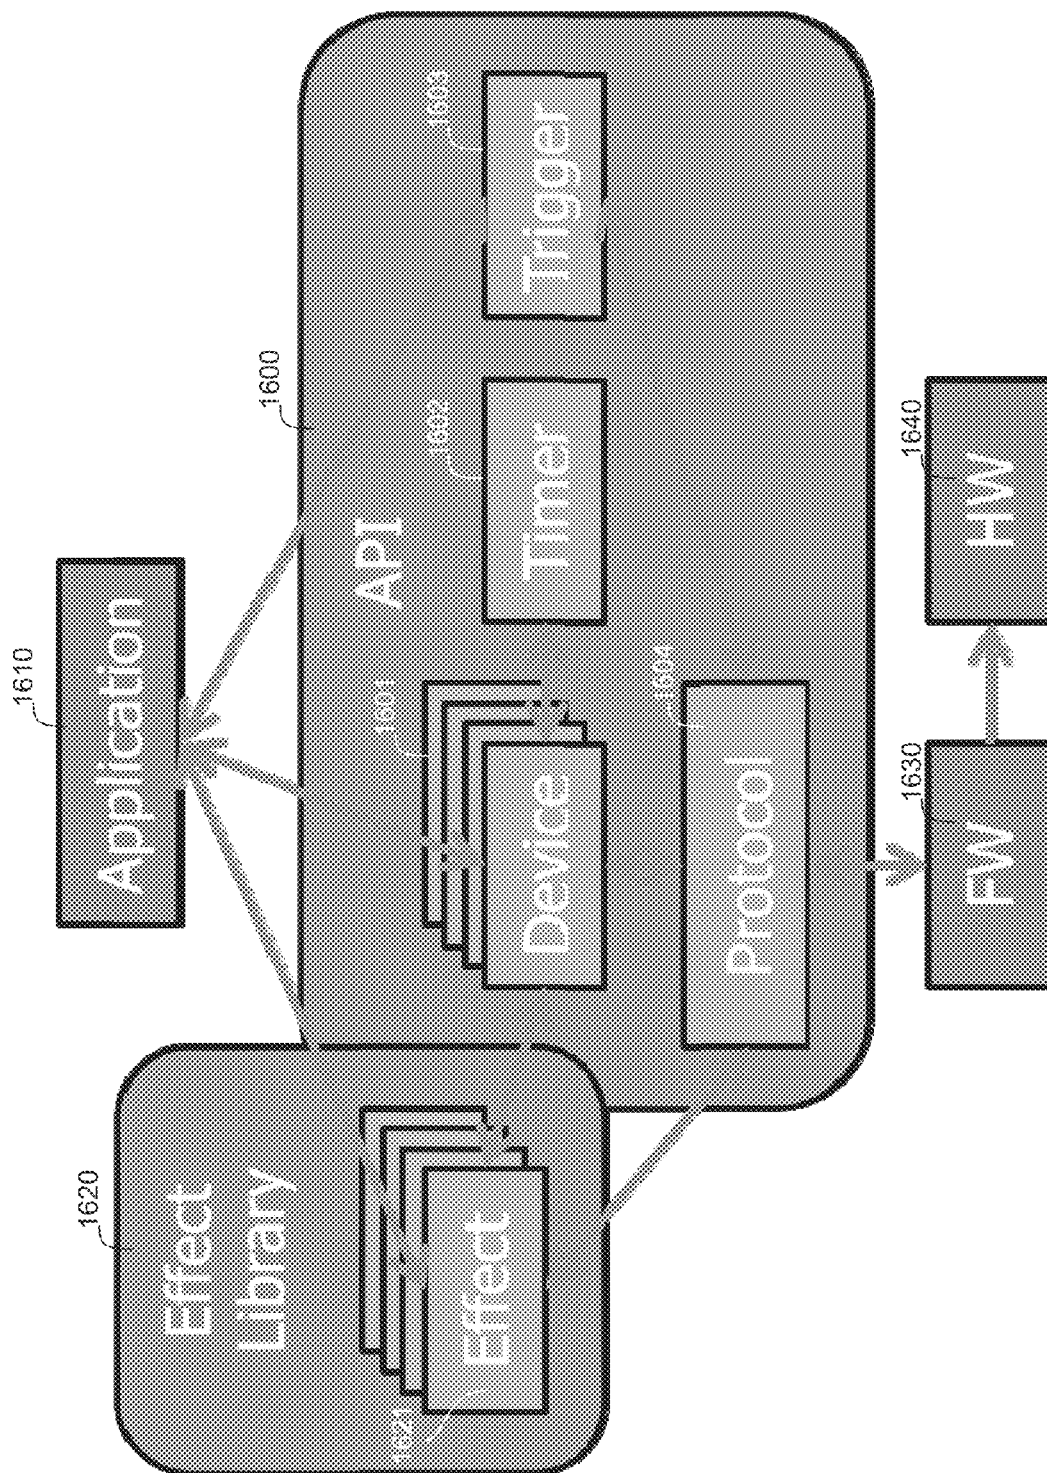 1610
Application
1620
Effect
Library
1621
Effect
1600
API
1601
Device
1602
Timer
1603
Trigger
1604
Protocol
1630
FW
1640
HW